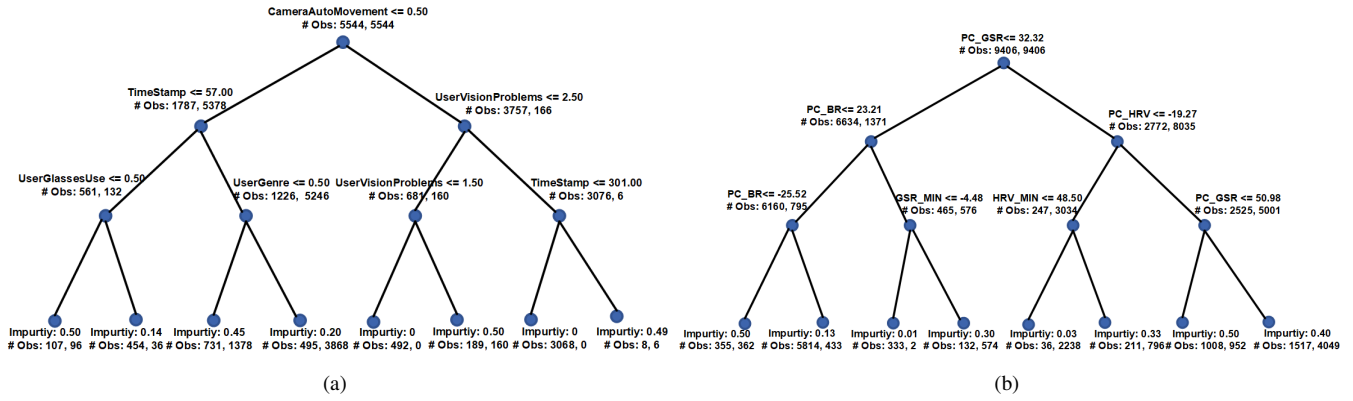 CameraAutoMovement <= 0.50
# Obs: 5544, 5544
TimeStamp <= 57.00
# Obs: 1787, 5378
UserVisionProblems <= 2.50
# Obs: 3757, 166
UserGlassesUse <= 0.50
# Obs: 561, 132
UserGenre <= 0.50
# Obs: 1226, 5246
UserVisionProblems <= 1.50
# Obs: 681, 160
TimeStamp <= 301.00
# Obs: 3076, 6
Impurtiy: 0.50
# Obs: 107, 96
Impurtiy: 0.14
# Obs: 454, 36
Impurtiy: 0.45
# Obs: 731, 1378
Impurtiy: 0.20
# Obs: 495, 3868
Impurtiy: 0
# Obs: 492, 0
Impurtiy: 0.50
# Obs: 189, 160
Impurtiy: 0
# Obs: 3068, 0
Impurtiy: 0.49
# Obs: 8, 6
(a)
PC_GSR<= 32.32
# Obs: 9406, 9406
PC_BR<= 23.21
# Obs: 6634, 1371
PC_HRV <= -19.27
# Obs: 2772, 8035
PC_BR<= -25.52
# Obs: 6160, 795
GSR_MIN <= -4.48
# Obs: 465, 576
HRV_MIN <= 48.50
# Obs: 247, 3034
PC_GSR <= 50.98
# Obs: 2525, 5001
Impurtiy: 0.50
# Obs: 355, 362
Impurtiy: 0.13
# Obs: 5814, 433
Impurtiy: 0.01
# Obs: 333, 2
Impurtiy: 0.30
# Obs: 132, 574
Impurtiy: 0.03
# Obs: 36, 2238
Impurtiy: 0.33
# Obs: 211, 796
Impurtiy: 0.50
# Obs: 1008, 952
Impurtiy: 0.40
# Obs: 1517, 4049
(b)